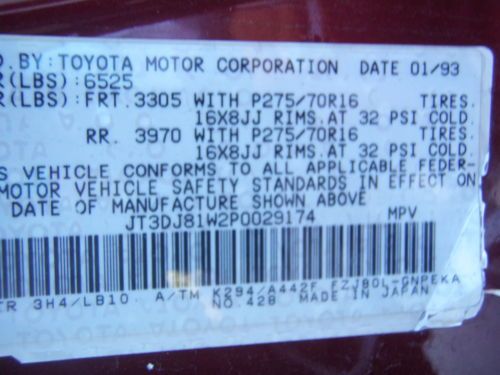 D. BY: TOYOTA MOTOR CORPORATION DATE 01/93
R(LBS):6525
R(LBS): FRT. 3305 WITH P275/70R16 TIRES.
16X8JJ RIMS.AT 32 PSI COLD.
RR. 3970 WITH P275/70R16 TIRES.
16X8JJ RIMS.AT 32 PSI COLD.
S VEHICLE CONFORMS TO ALL APPLICABLE FEDER-
MOTOR VEHICLE SAFETY STANDARDS IN EFFECT ON
DATE OF MANUFACTURE SHOWN ABOVE
JT3DJ81W2P0029174 MPV
TR 3H4/LB10 A/TM K294/A442F FZJ80L-GNPEKA
NO.428 MADE IN JAPAN